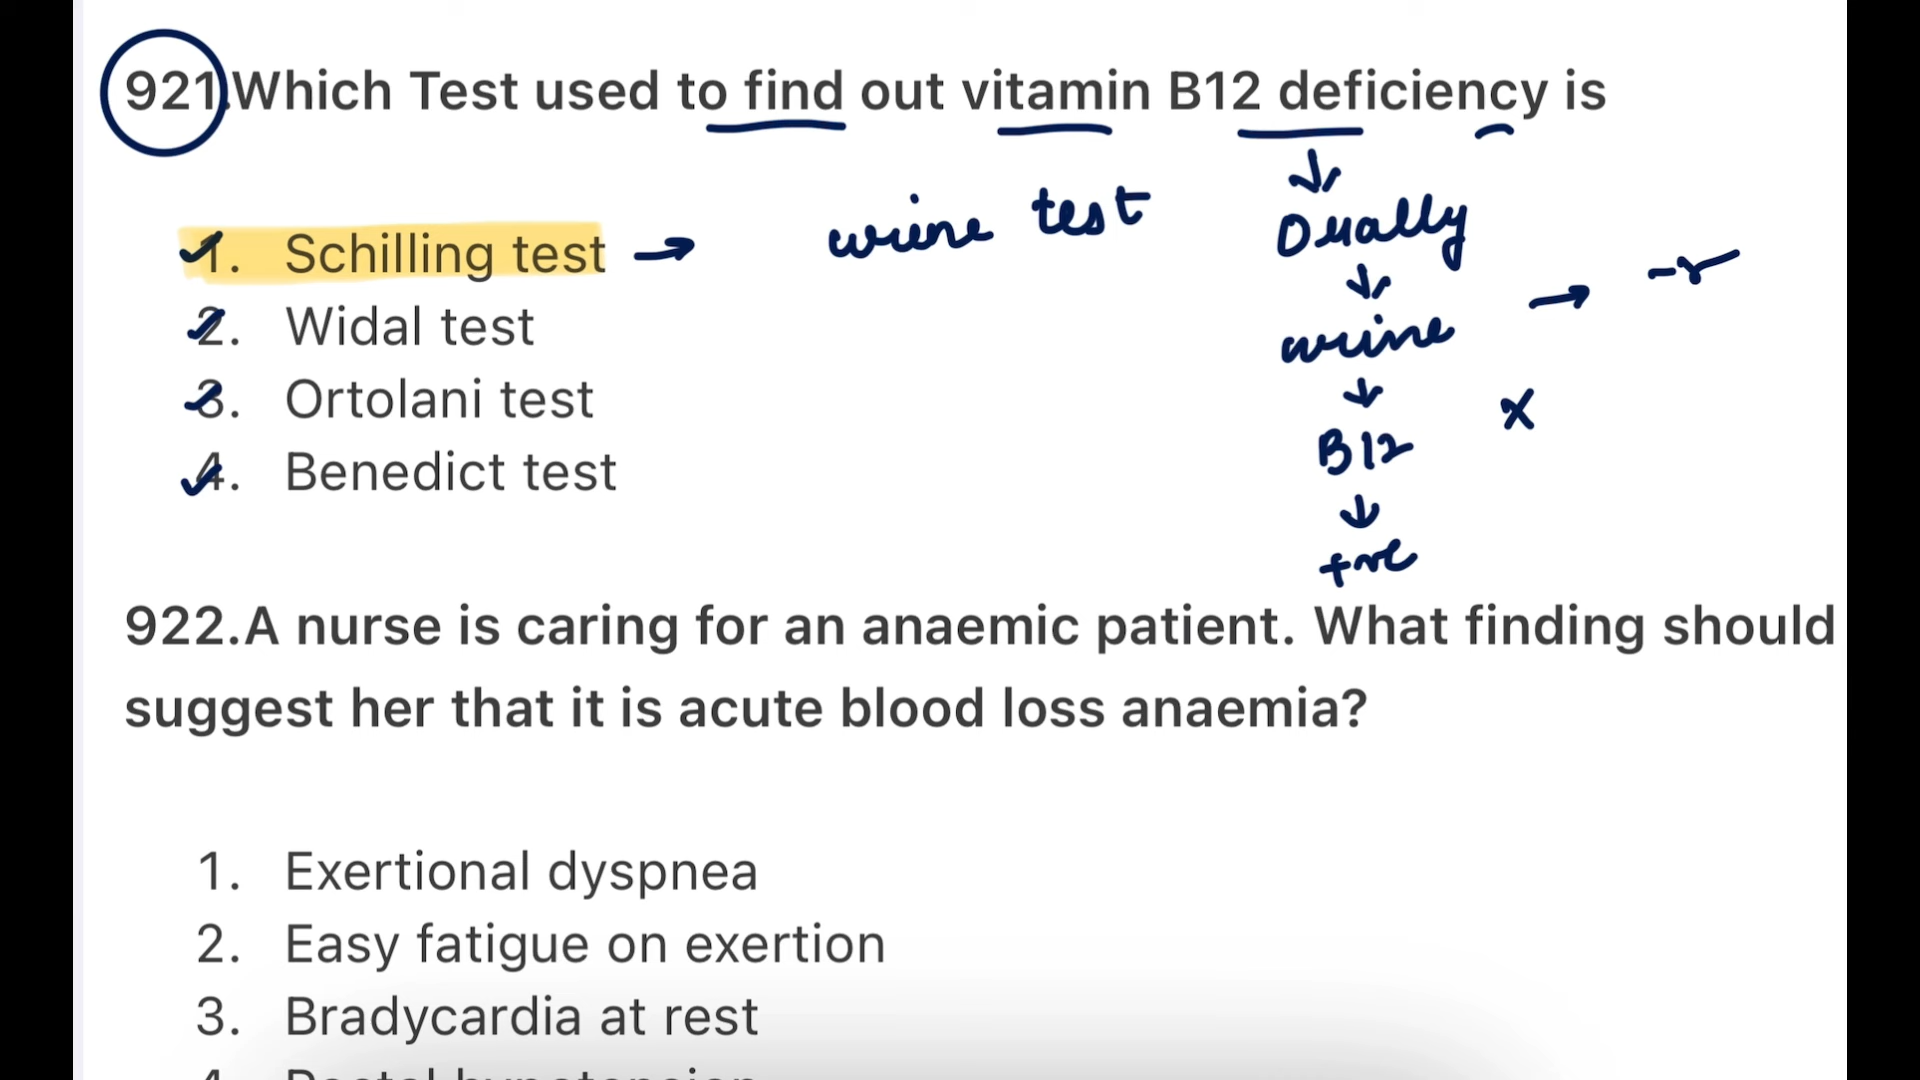 921.Which Test used to find out vitamin B12 deficiency is
1. Schilling test → urine test
2. Widal test
3. Ortolani test
4. Benedict test
↓
Orally
↓
urine → -ve
↓
B12 x
↓
+ve
922.A nurse is caring for an anaemic patient. What finding should
suggest her that it is acute blood loss anaemia?
1. Exertional dyspnea
2. Easy fatigue on exertion
3. Bradycardia at rest